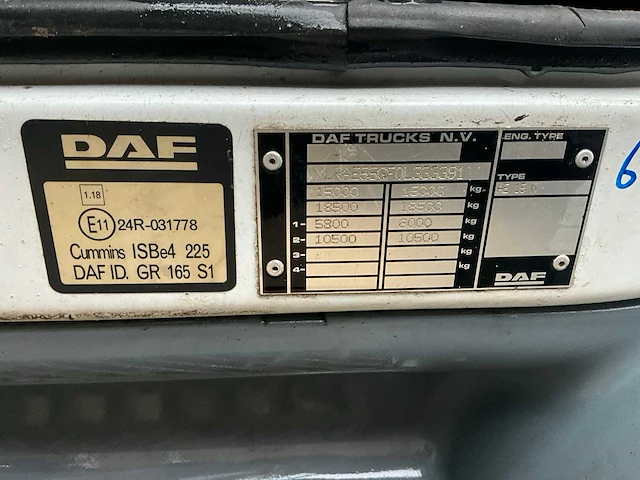 DAF
1.18
E11 24R-031778
Cummins ISBe4 225
DAF ID. GR 165 S1
DAF TRUCKS N.V.
15000 15000 kg
18500 18500 kg
1- 5800 6000 kg
2- 10500 10500 kg
3- kg
4- kg
ENG. TYPE
TYPE
DAF
6